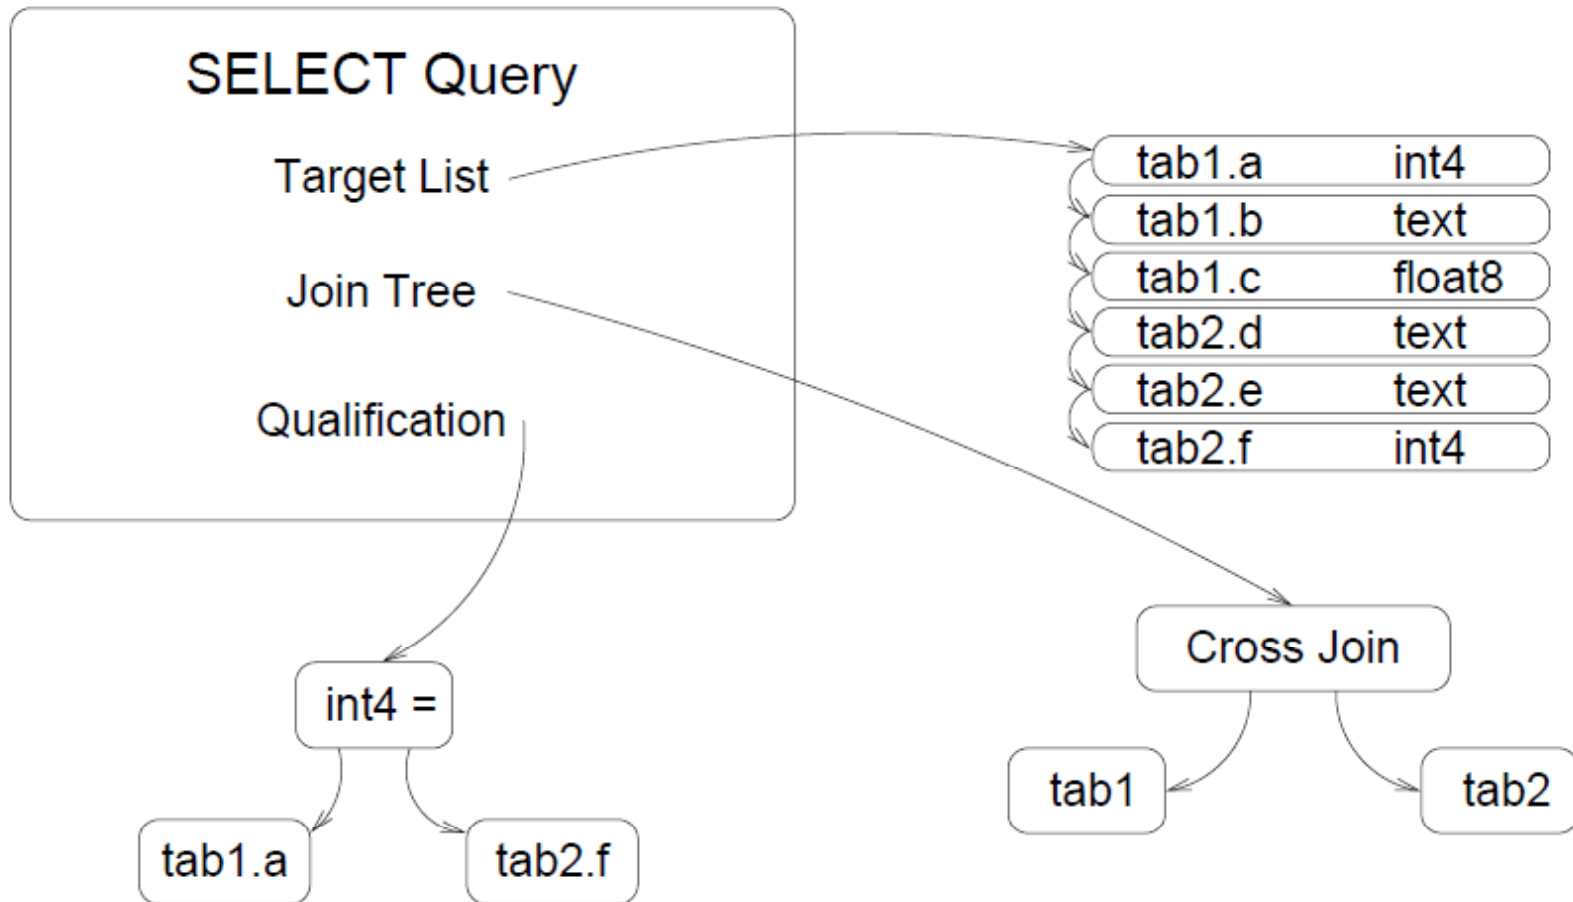 SELECT Query
Target List
Join Tree
Qualification
tab1.a int4
tab1.b text
tab1.c float8
tab2.d text
tab2.e text
tab2.f int4
int4 =
tab1.a
tab2.f
Cross Join
tab1
tab2